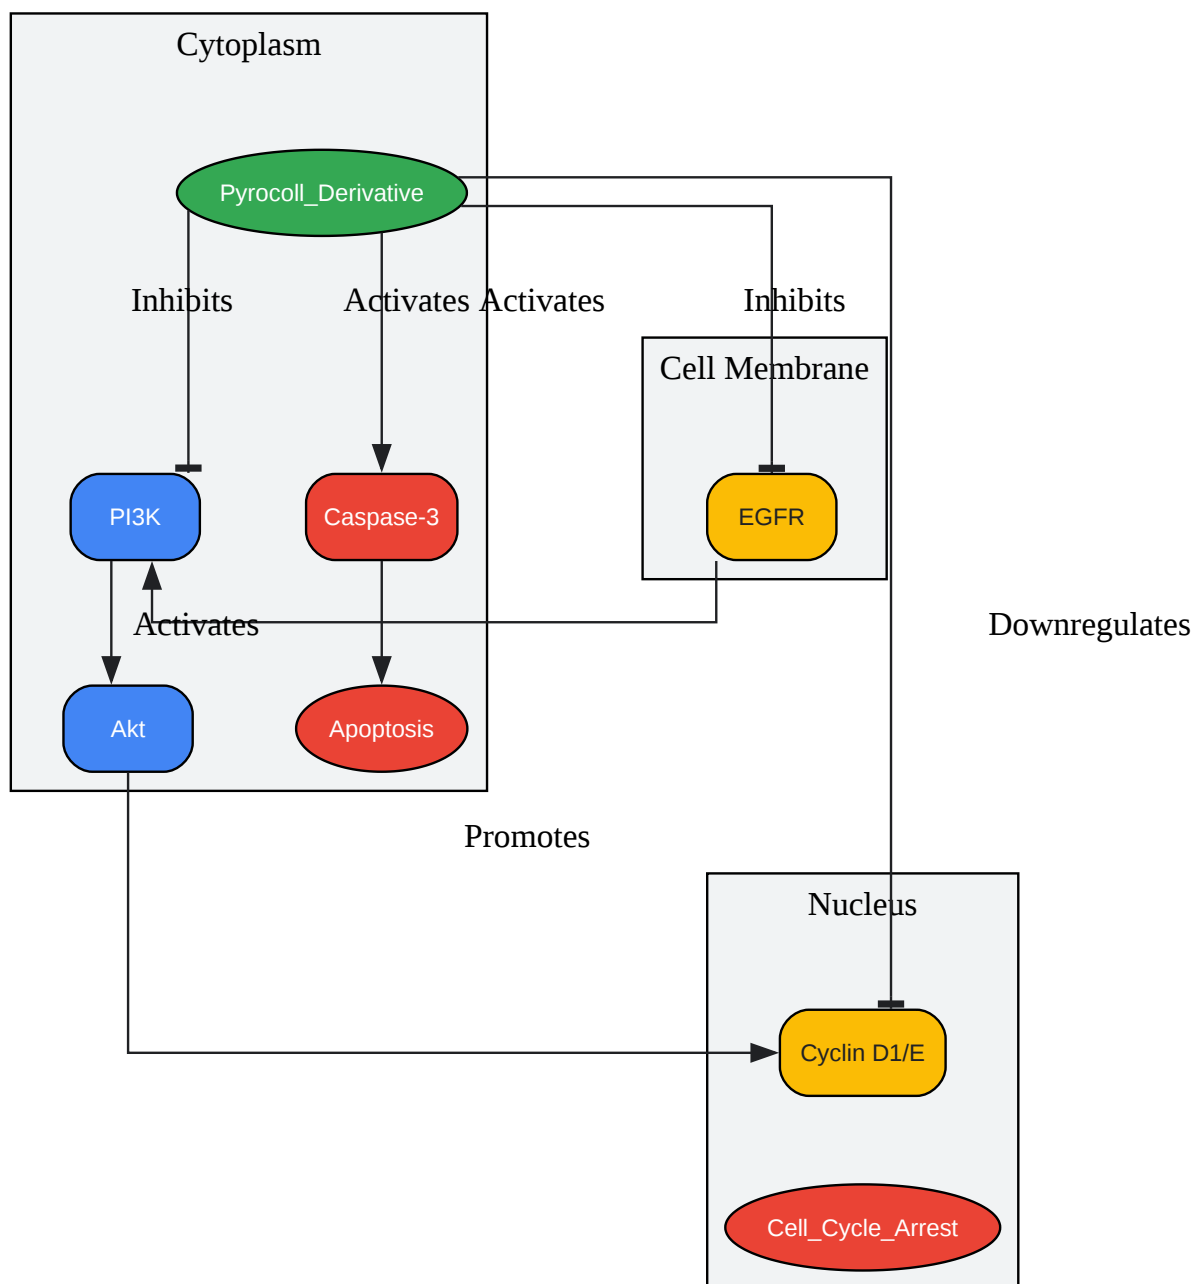 Cytoplasm
Pyrocoll_Derivative
Inhibits
Activates
Activates
Inhibits
Cell Membrane
PI3K
Caspase-3
EGFR
Activates
Downregulates
Akt
Apoptosis
Promotes
Nucleus
Cyclin D1/E
Cell_Cycle_Arrest